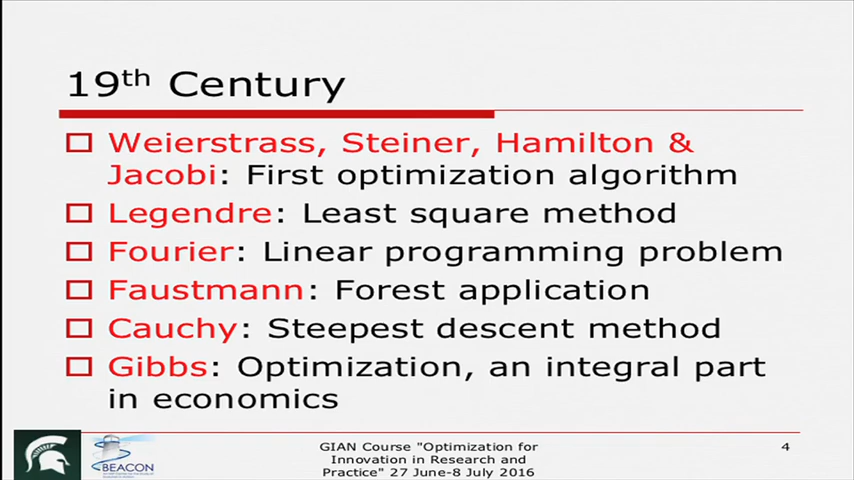 19th Century
Weierstrass, Steiner, Hamilton &
Jacobi: First optimization algorithm
Legendre: Least square method
Fourier: Linear programming problem
Faustmann: Forest application
Cauchy: Steepest descent method
Gibbs: Optimization, an integral part
in economics
BEACON
GIAN Course "Optimization for
Innovation in Research and
Practice" 27 June-8 July 2016
4